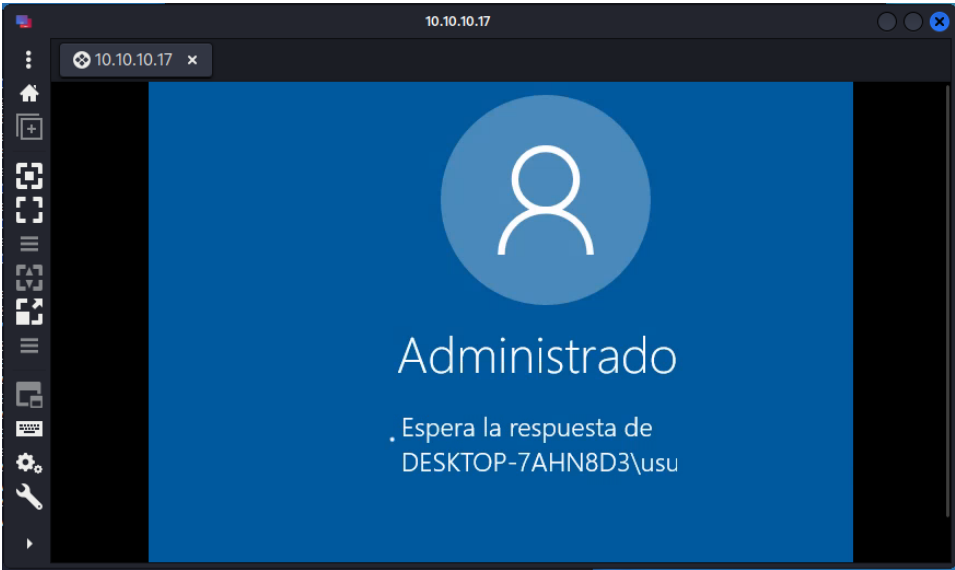 10.10.10.17
10.10.10.17
Administrado
Espera la respuesta de
DESKTOP-7AHN8D3\usu